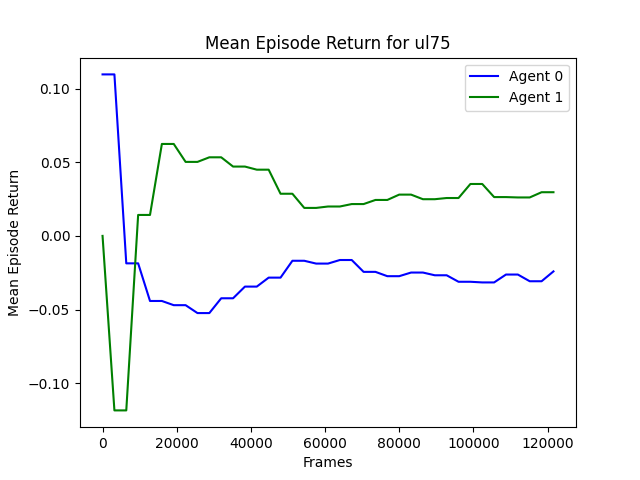 Mean Episode Return for ul75
Agent 0
Agent 1
Mean Episode Return
0.10
0.05
0.00
−0.05
−0.10
0
20000
40000
60000
80000
100000
120000
Frames